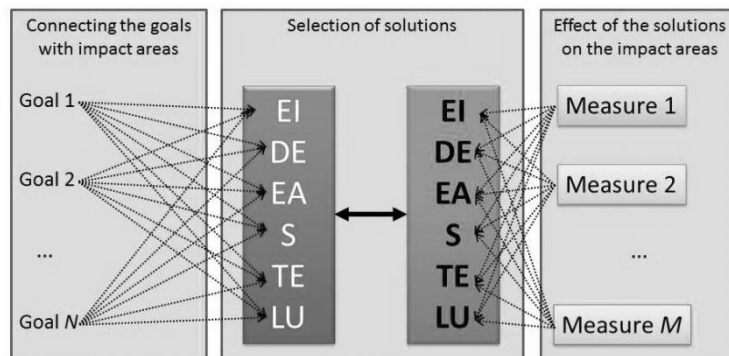 Connecting the goals
with impact areas
Goal 1
Goal 2
...
Goal N
Selection of solutions
EI
DE
EA
S
TE
LU
EI
DE
EA
S
TE
LU
Effect of the solutions
on the impact areas
Measure 1
Measure 2
...
Measure M